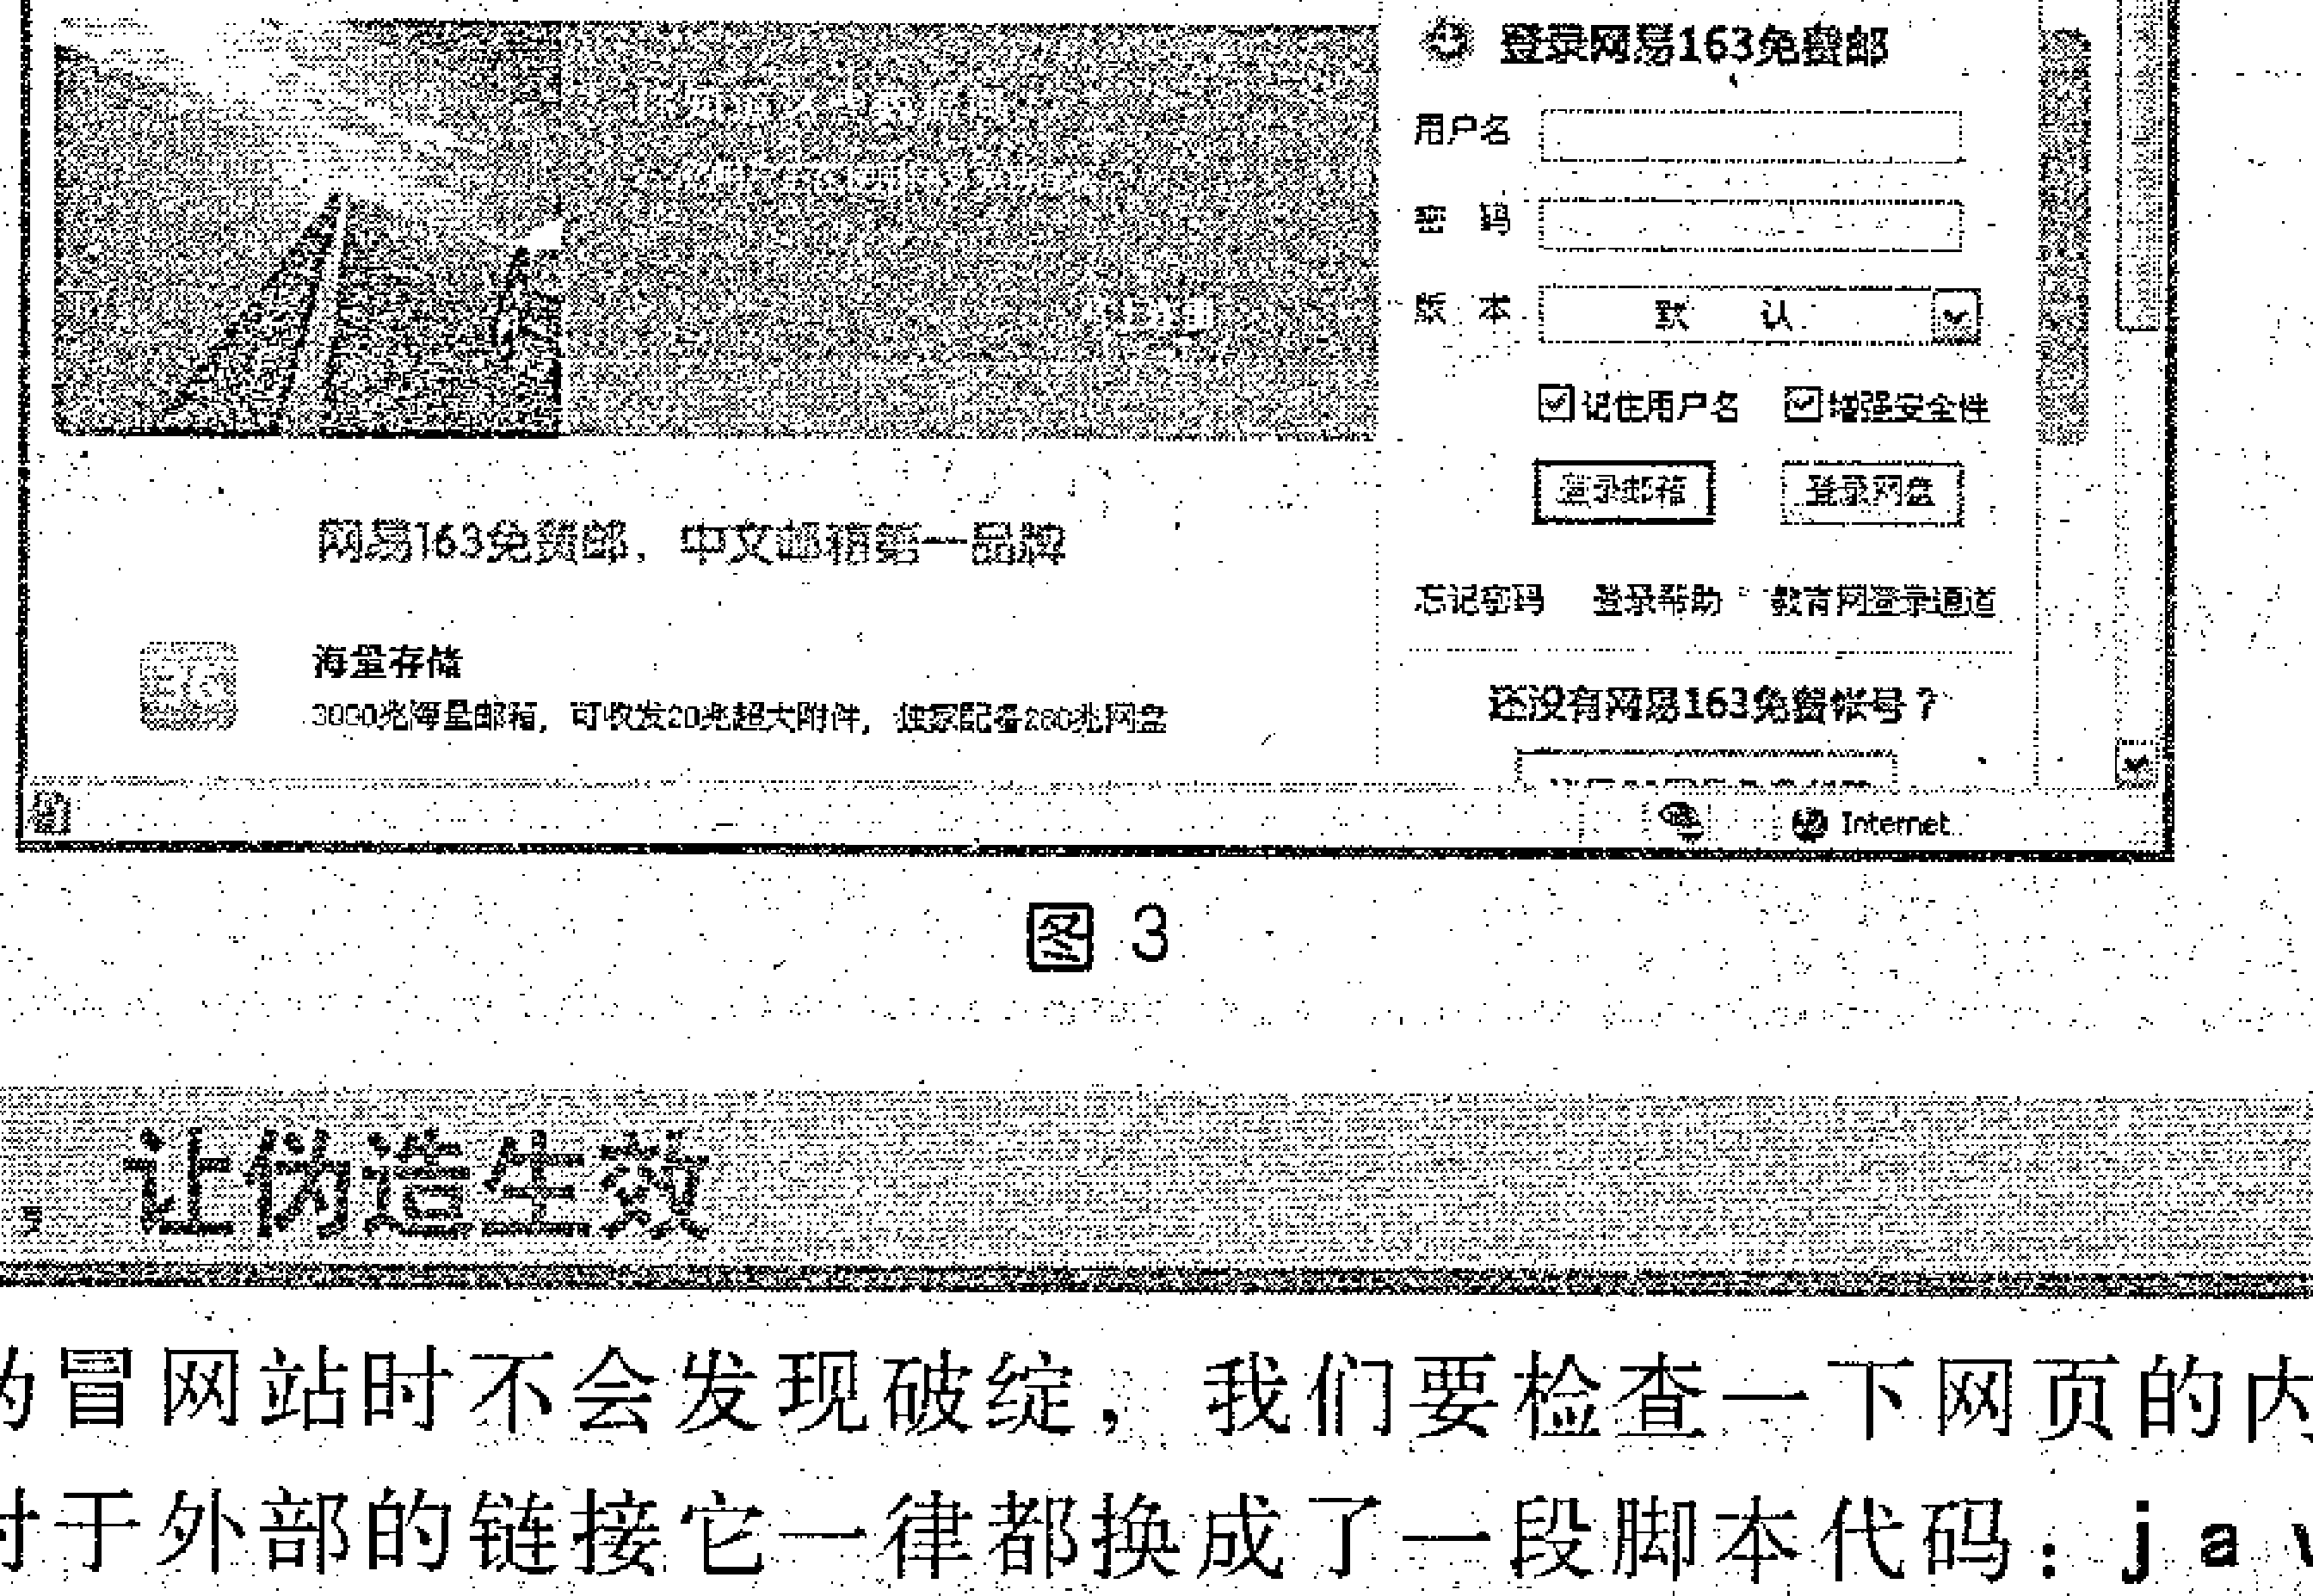 登录网易163免费邮
用户名
密 码
版 本 默 认
记住用户名 增强安全性
登录邮箱 登录网盘
网易163免费邮，中文邮箱第一品牌
忘记密码 登录帮助 教育网登录通道
海量存储
3000兆海量邮箱，可收发20兆超大附件，独家配备280兆网盘
还没有网易163免费帐号？
Internet
图 3
让伪造生效
冒网站时不会发现破绽，我们要检查一下网页的内
对于外部的链接它一律都换成了一段脚本代码：jav